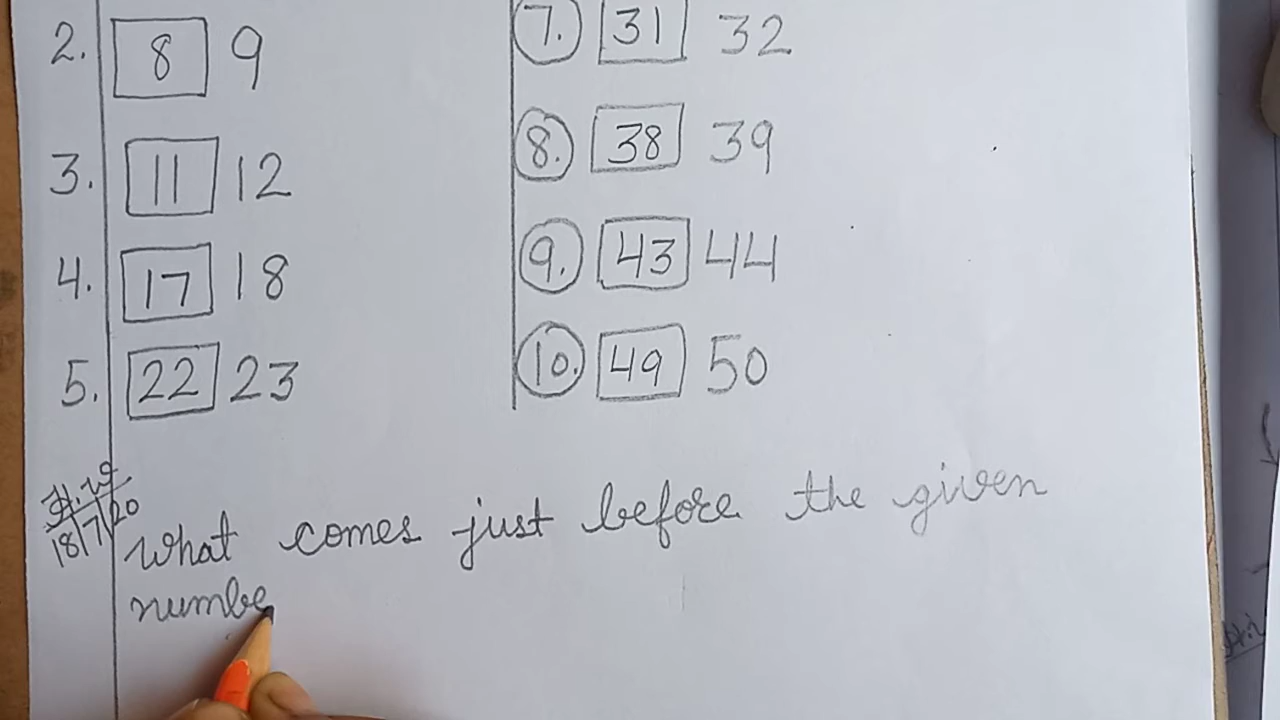 2. 8 9
3. 11 12
4. 17 18
5. 22 23
7. 31 32
8. 38 39
9. 43 44
10. 49 50
18/7/20
What comes just before the given
numbe